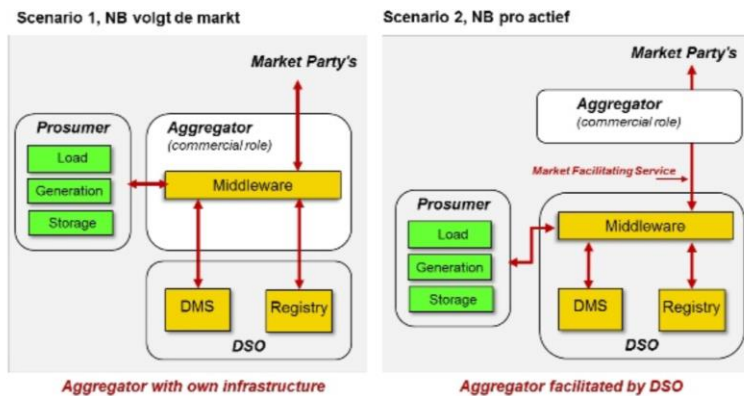 Scenario 1, NB volgt de markt
Market Party's
Prosumer
Load
Generation
Storage
Aggregator
(commercial role)
Middleware
DMS
Registry
DSO
Aggregator with own infrastructure
Scenario 2, NB pro actief
Market Party's
Aggregator
(commercial role)
Market Facilitating Service
Prosumer
Load
Generation
Storage
Middleware
DMS
Registry
DSO
Aggregator facilitated by DSO